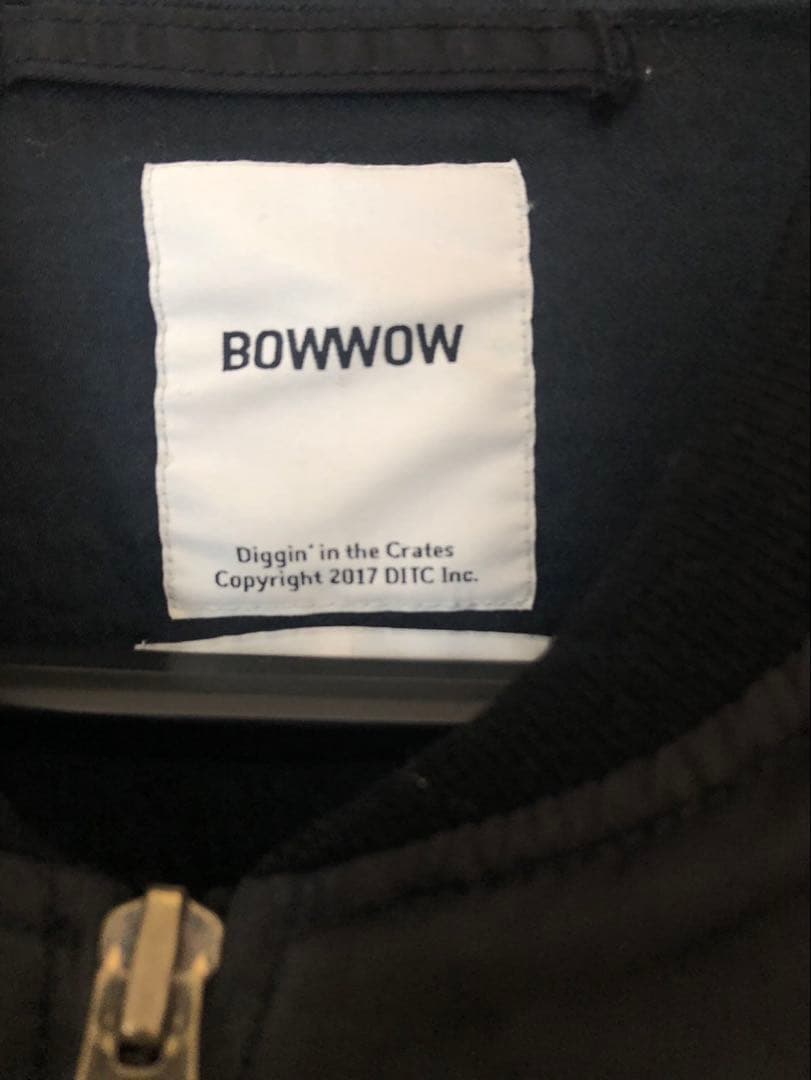 BOWWOW
Diggin' in the Crates
Copyright 2017 DITC Inc.